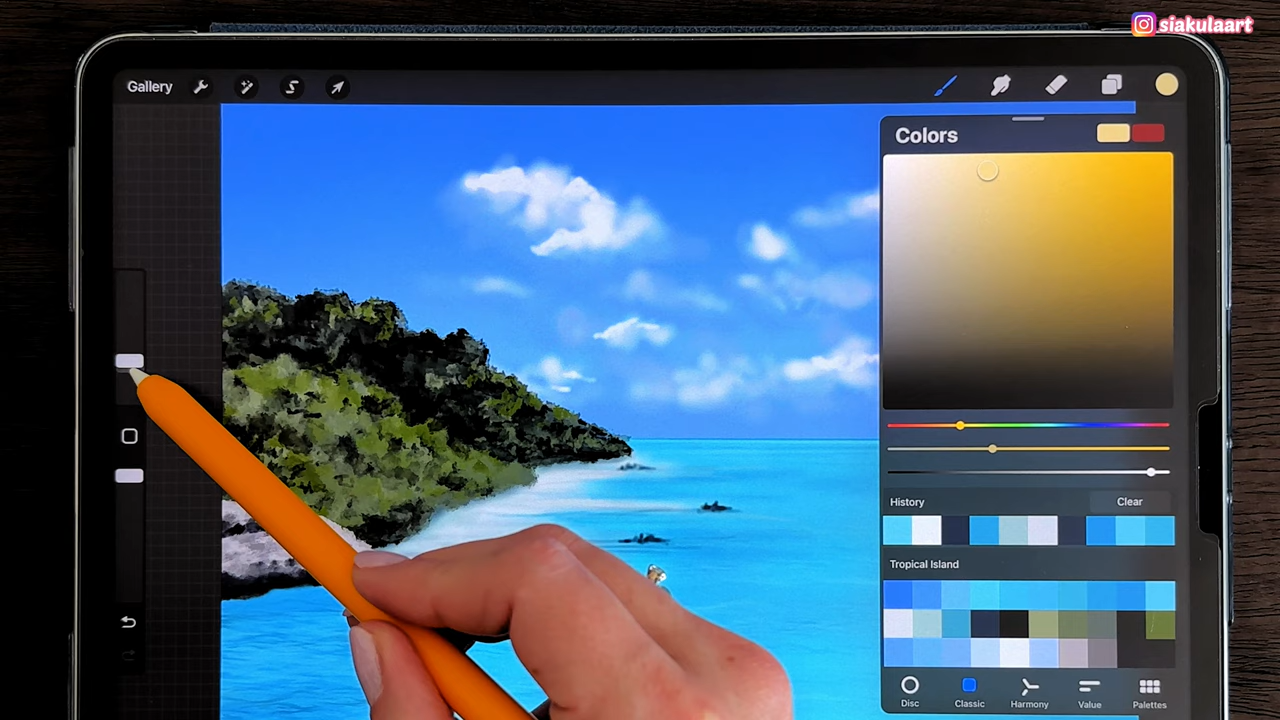 siakulaart
Gallery
Colors
History
Clear
Tropical Island
Disc
Classic
Harmony
Value
Palettes